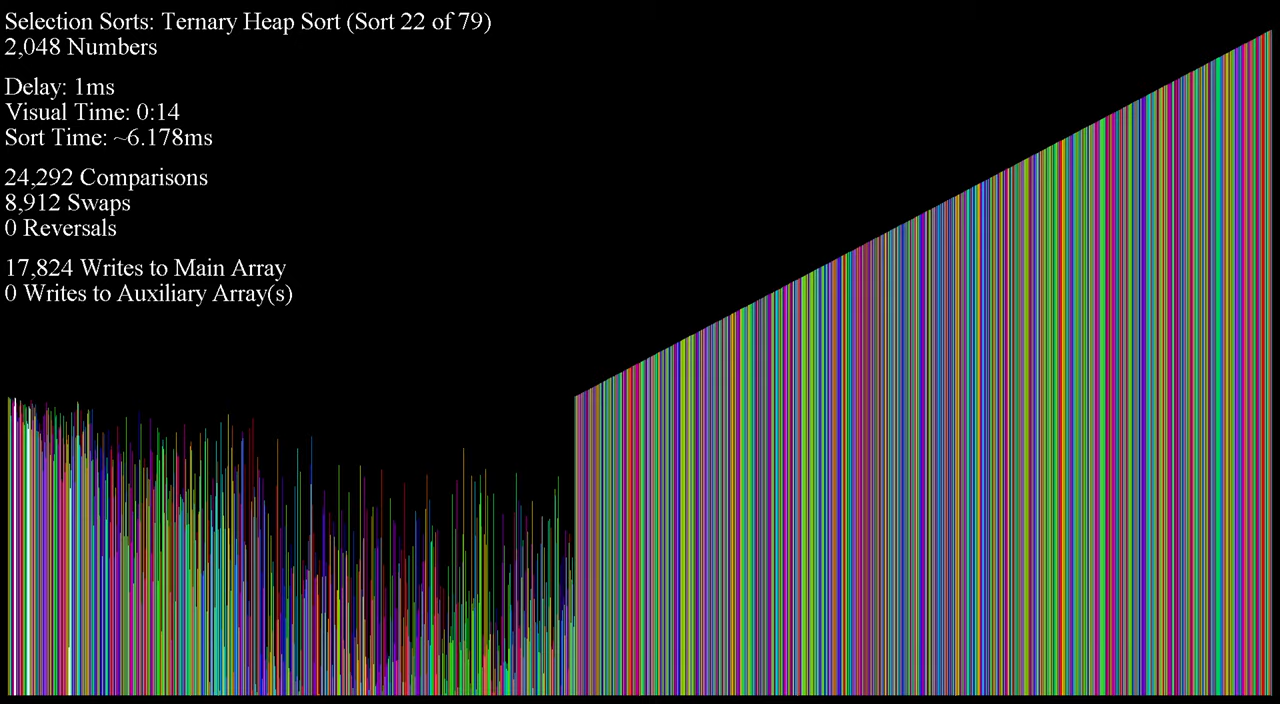 Selection Sorts: Ternary Heap Sort (Sort 22 of 79)
2,048 Numbers
Delay: 1ms
Visual Time: 0:14
Sort Time: ~6.178ms
24,292 Comparisons
8,912 Swaps
0 Reversals
17,824 Writes to Main Array
0 Writes to Auxiliary Array(s)